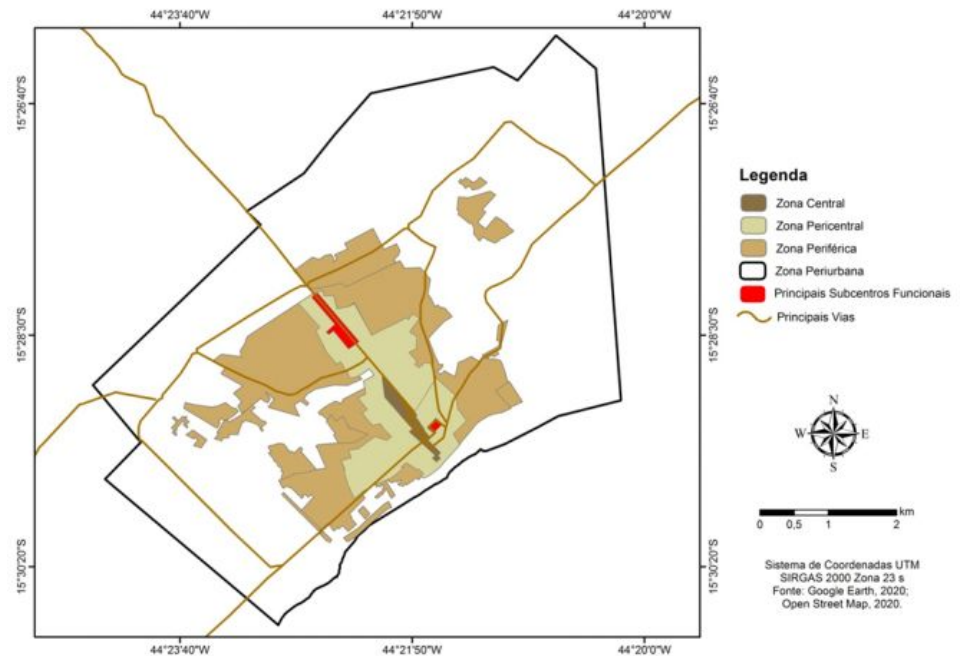 44°23'40"W 44°21'50"W 44°20'0"W
15°26'40"S 15°26'40"S
15°28'30"S 15°28'30"S
15°30'20"S 15°30'20"S
44°23'40"W 44°21'50"W 44°20'0"W
Legenda
Zona Central
Zona Pericentral
Zona Periférica
Zona Periurbana
Principais Subcentros Funcionais
Principais Vias
N
W E
S
km
0 0,5 1 2
Sistema de Coordenadas UTM
SIRGAS 2000 Zona 23 s
Fonte: Google Earth, 2020;
Open Street Map, 2020.